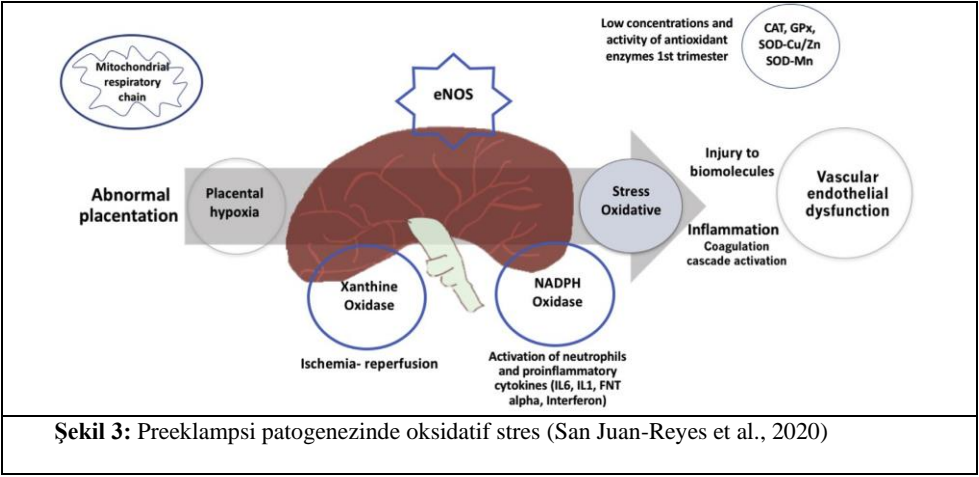 Low concentrations and
activity of antioxidant
enzymes 1st trimester
CAT, GPx,
SOD-Cu/Zn
SOD-Mn
Mitochondrial
respiratory
chain
eNOS
Abnormal
placentation
Placental
hypoxia
Stress
Oxidative
Injury to
biomolecules
Inflammation
Coagulation
cascade activation
Vascular
endothelial
dysfunction
Xanthine
Oxidase
Ischemia- reperfusion
NADPH
Oxidase
Activation of neutrophils
and proinflammatory
cytokines (IL6, IL1, FNT
alpha, Interferon)
Şekil 3: Preeklampsi patogenezinde oksidatif stres (San Juan-Reyes et al., 2020)